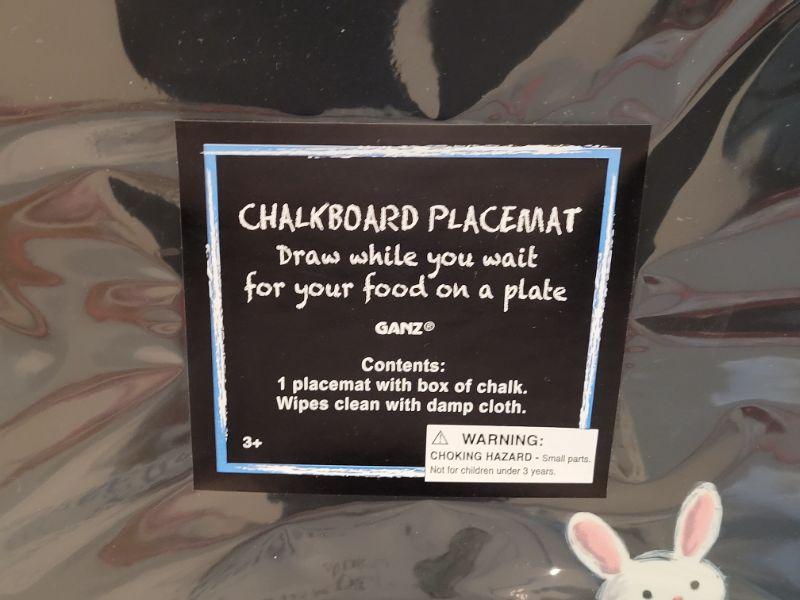 CHALKBOARD PLACEMAT
Draw while you wait
for your food on a plate
GANZ®
Contents:
1 placemat with box of chalk.
Wipes clean with damp cloth.
3+
WARNING:
CHOKING HAZARD - Small parts.
Not for children under 3 years.